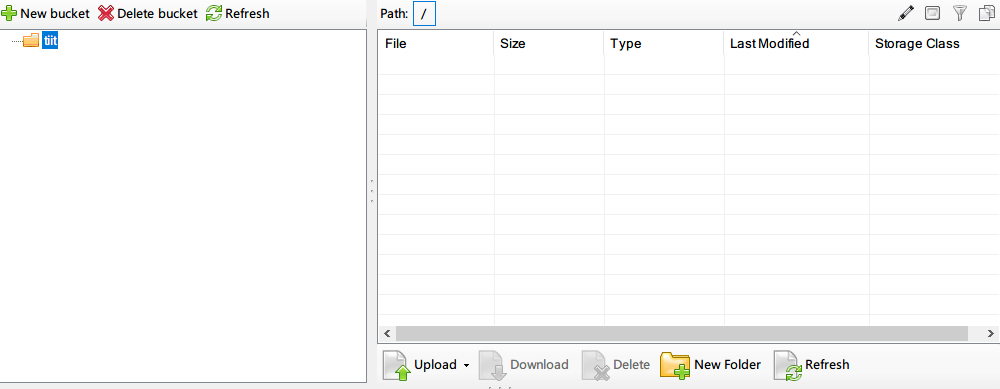 New bucket Delete bucket Refresh
tiit
Path: /
File Size Type Last Modified Storage Class
Upload Download Delete New Folder Refresh